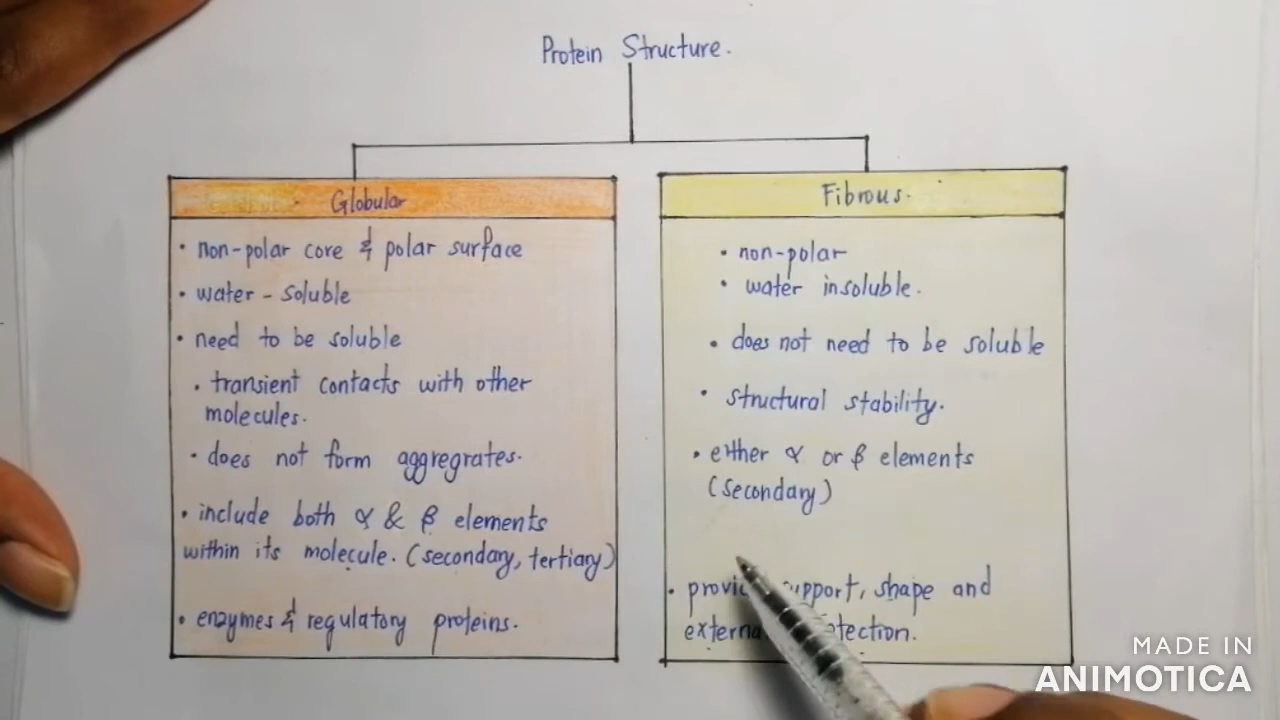 Protein Structure.
Globular
• non-polar core & polar surface
• water - soluble
• need to be soluble
• transient contacts with other
molecules.
• does not form aggregrates.
• include both α & β elements
within its molecule. (secondary, tertiary)
• enzymes & regulatory proteins.
Fibrous.
• non-polar
• water insoluble.
• does not need to be soluble
• structural stability.
• either α or β elements
(secondary)
• support, shape and
MADE IN
ANIMOTICA